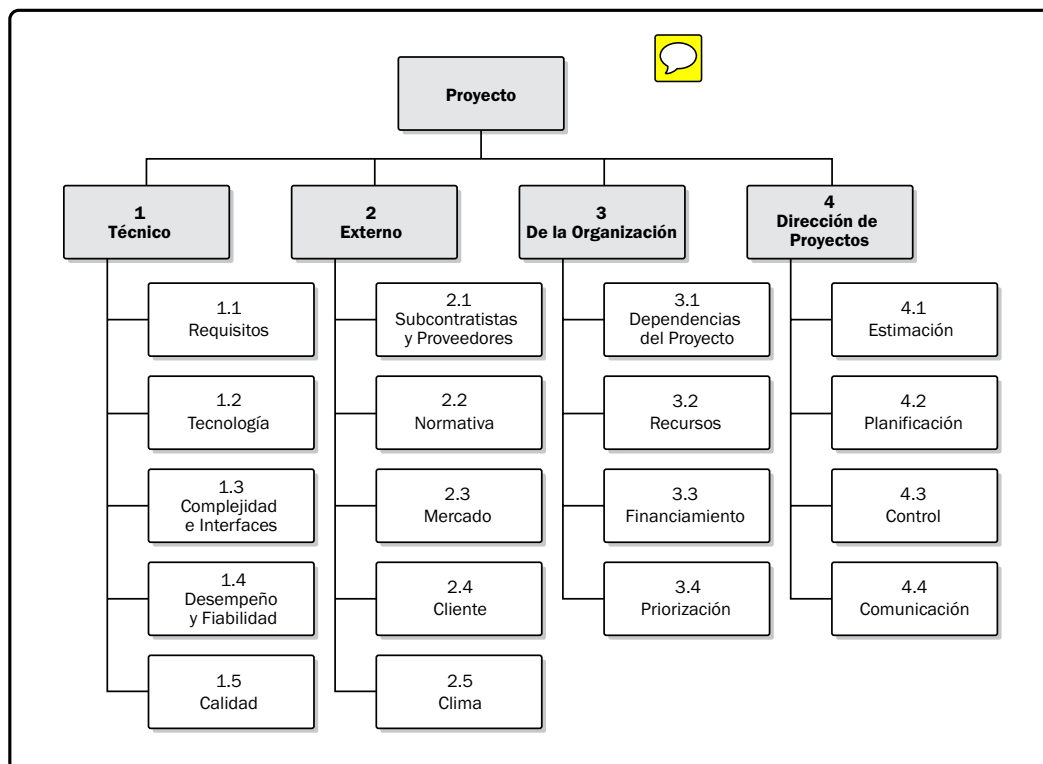 Proyecto
1
Técnico
2
Externo
3
De la Organización
4
Dirección de
Proyectos
1.1
Requisitos
1.2
Tecnología
1.3
Complejidad
e Interfaces
1.4
Desempeño
y Fiabilidad
1.5
Calidad
2.1
Subcontratistas
y Proveedores
2.2
Normativa
2.3
Mercado
2.4
Cliente
2.5
Clima
3.1
Dependencias
del Proyecto
3.2
Recursos
3.3
Financiamiento
3.4
Priorización
4.1
Estimación
4.2
Planificación
4.3
Control
4.4
Comunicación